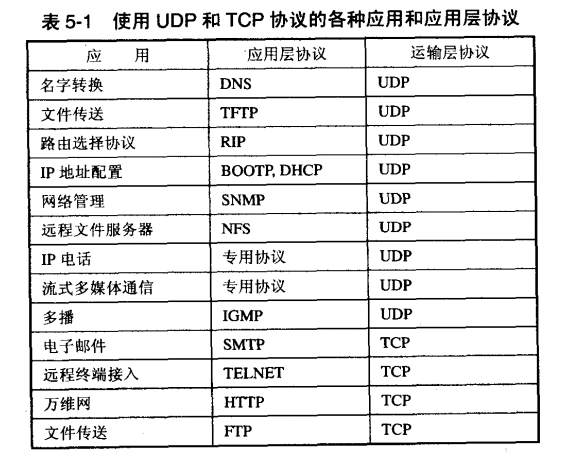 表 5-1 使用 UDP 和 TCP 协议的各种应用和应用层协议
应 用 应用层协议 运输层协议
名字转换 DNS UDP
文件传送 TFTP UDP
路由选择协议 RIP UDP
IP 地址配置 BOOTP, DHCP UDP
网络管理 SNMP UDP
远程文件服务器 NFS UDP
IP 电话 专用协议 UDP
流式多媒体通信 专用协议 UDP
多播 IGMP UDP
电子邮件 SMTP TCP
远程终端接入 TELNET TCP
万维网 HTTP TCP
文件传送 FTP TCP